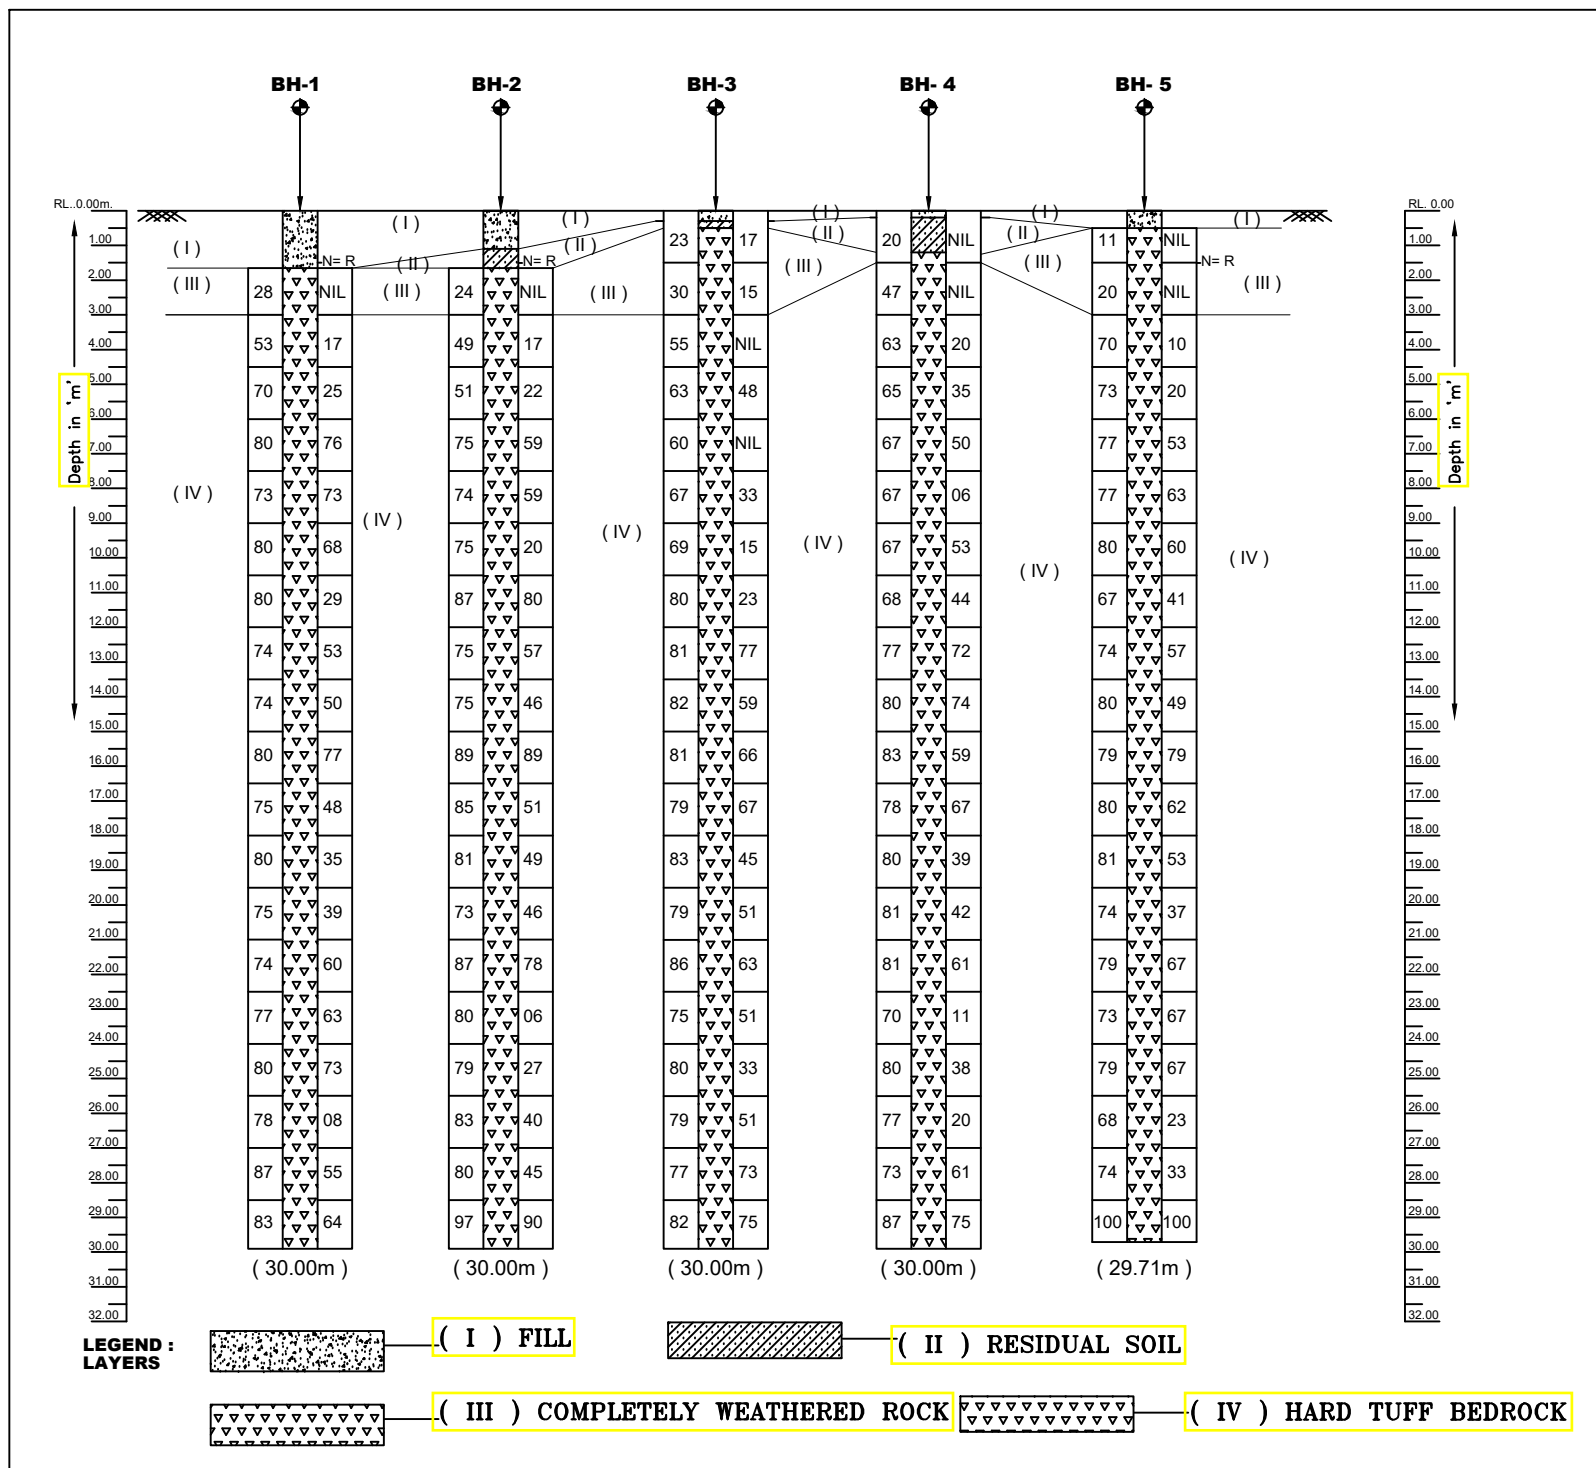 BH-1 BH-2 BH-3 BH- 4 BH- 5
RL..0.00m. RL. 0.00
( I ) ( I ) ( I ) ( I ) ( I ) ( I )
( II ) ( II ) ( II ) ( II )
N= R N= R N= R
( III ) ( III ) ( III ) ( III ) ( III ) ( III )
23 17 20 NIL 11 NIL
28 NIL 24 NIL 30 15 47 NIL 20 NIL
53 17 49 17 55 NIL 63 20 70 10
70 25 51 22 63 48 65 35 73 20
80 76 75 59 60 NIL 67 50 77 53
73 73 74 59 67 33 67 06 77 63
( IV ) ( IV ) ( IV ) ( IV ) ( IV ) ( IV )
80 68 75 20 69 15 67 53 80 60
80 29 87 80 80 23 68 44 67 41
74 53 75 57 81 77 77 72 74 57
74 50 75 46 82 59 80 74 80 49
80 77 89 89 81 66 83 59 79 79
75 48 85 51 79 67 78 67 80 62
80 35 81 49 83 45 80 39 81 53
75 39 73 46 79 51 81 42 74 37
74 60 87 78 86 63 81 61 79 67
77 63 80 06 75 51 70 11 73 67
80 73 79 27 80 33 80 38 79 67
78 08 83 40 79 51 77 20 68 23
87 55 80 45 77 73 73 61 74 33
83 64 97 90 82 75 87 75 100 100
( 30.00m ) ( 30.00m ) ( 30.00m ) ( 30.00m ) ( 29.71m )
1.00 1.00
2.00 2.00
3.00 3.00
4.00 4.00
5.00 5.00
6.00 6.00
7.00 7.00
8.00 8.00
9.00 9.00
10.00 10.00
11.00 11.00
12.00 12.00
13.00 13.00
14.00 14.00
15.00 15.00
16.00 16.00
17.00 17.00
18.00 18.00
19.00 19.00
20.00 20.00
21.00 21.00
22.00 22.00
23.00 23.00
24.00 24.00
25.00 25.00
26.00 26.00
27.00 27.00
28.00 28.00
29.00 29.00
30.00 30.00
31.00 31.00
32.00 32.00
Depth in 'm'
Depth in 'm'
LEGEND :
LAYERS
( I ) FILL
( II ) RESIDUAL SOIL
( III ) COMPLETELY WEATHERED ROCK
( IV ) HARD TUFF BEDROCK